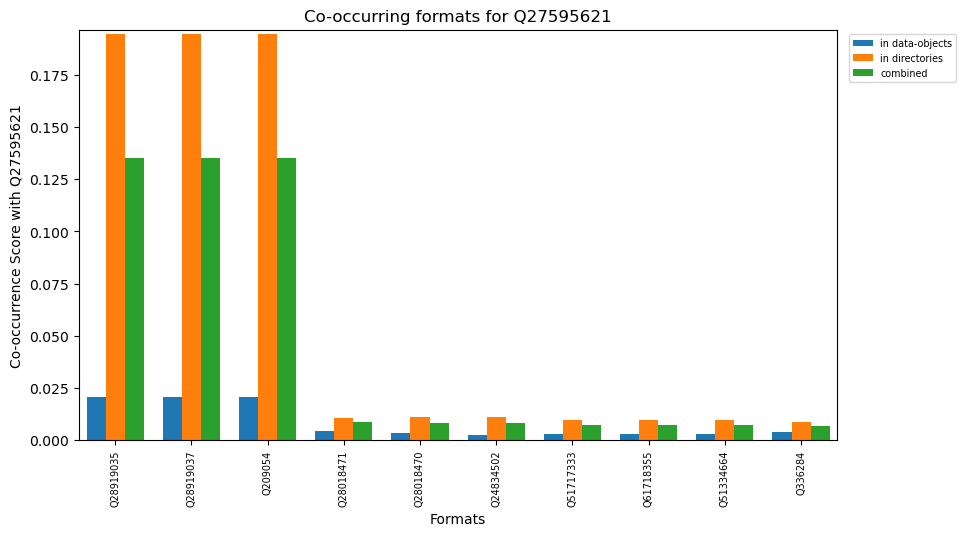 Co-occurring formats for Q27595621
in data-objects
in directories
combined
Co-occurrence Score with Q27595621
0.175
0.150
0.125
0.100
0.075
0.050
0.025
0.000
Q28919035
Q28919037
Q209054
Q28018471
Q28018470
Q24834502
Q51717333
Q61718355
Q51334664
Q336284
Formats